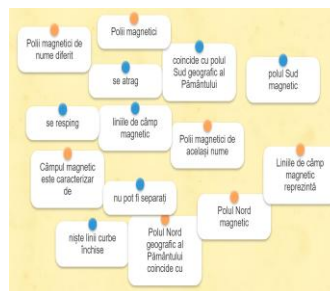 Polii magnetici de
nume diferit
Polii magnetici
se atrag
coincide cu polul
Sud geografic al
Pământului
polul Sud
magnetic
se resping
liniile de câmp
magnetic
Polii magnetici de
același nume
Liniile de câmp
magnetic
reprezintă
Câmpul magnetic
este caracterizar
de
nu pot fi separați
Polul Nord
magnetic
niște linii curbe
închise
Polul Nord
geografic al
Pământului
coincide cu